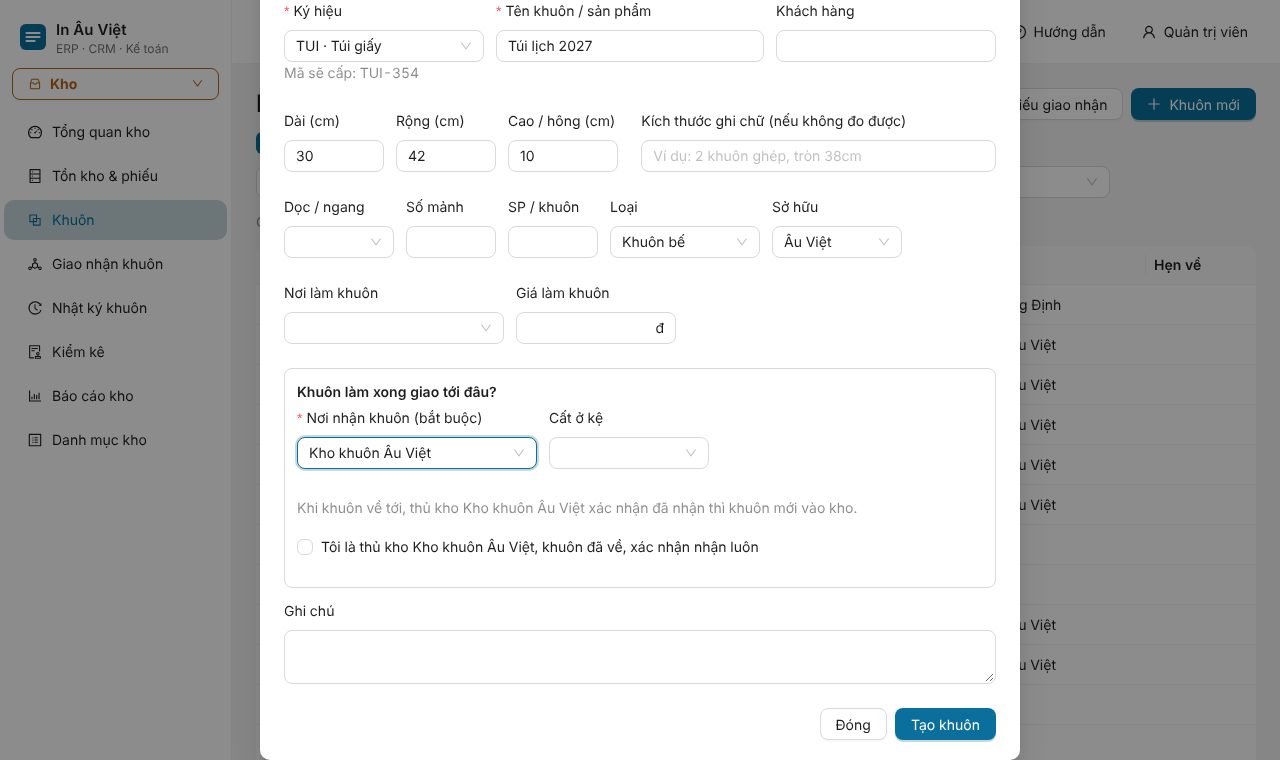 In Âu Việt
ERP · CRM · Kế toán
Kho
Tổng quan kho
Tồn kho & phiếu
Khuôn
Giao nhận khuôn
Nhật ký khuôn
Kiểm kê
Báo cáo kho
Danh mục kho
Hướng dẫn
Quản trị viên
giao nhận
Khuôn mới
Hẹn về
Định
Việt
Việt
Việt
Việt
Việt
Việt
Việt
* Ký hiệu
* Tên khuôn / sản phẩm
Khách hàng
TUI · Túi giấy
Túi lịch 2027
Mã sẽ cấp: TUI-354
Dài (cm)
Rộng (cm)
Cao / hông (cm)
Kích thước ghi chữ (nếu không đo được)
30
42
10
Ví dụ: 2 khuôn ghép, tròn 38cm
Dọc / ngang
Số mảnh
SP / khuôn
Loại
Sở hữu
Khuôn bế
Âu Việt
Nơi làm khuôn
Giá làm khuôn
đ
Khuôn làm xong giao tới đâu?
* Nơi nhận khuôn (bắt buộc)
Cất ở kệ
Kho khuôn Âu Việt
Khi khuôn về tới, thủ kho Kho khuôn Âu Việt xác nhận đã nhận thì khuôn mới vào kho.
Tôi là thủ kho Kho khuôn Âu Việt, khuôn đã về, xác nhận nhận luôn
Ghi chú
Đóng
Tạo khuôn